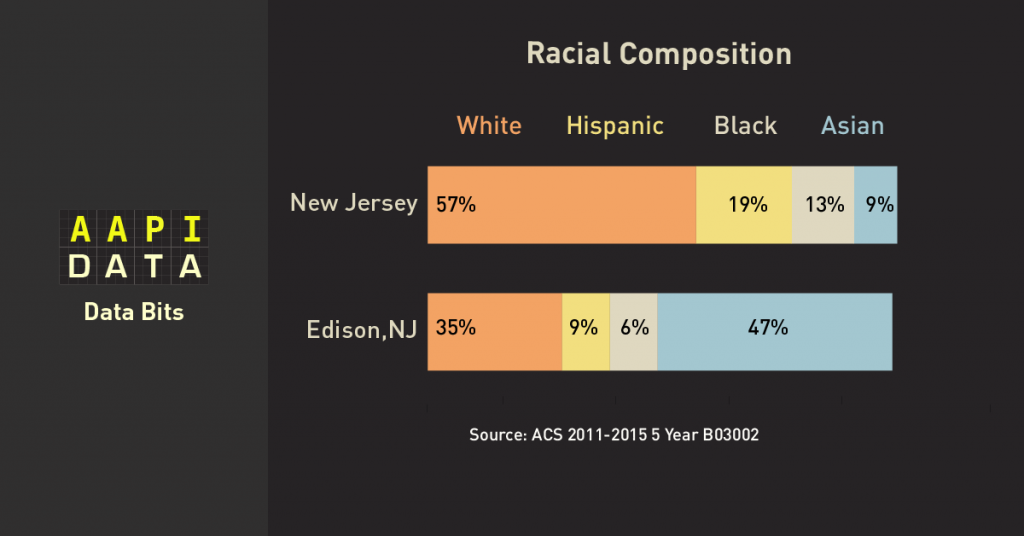 AAPI
DATA
Data Bits
Racial Composition
White Hispanic Black Asian
New Jersey 57% 19% 13% 9%
Edison,NJ 35% 9% 6% 47%
Source: ACS 2011-2015 5 Year B03002